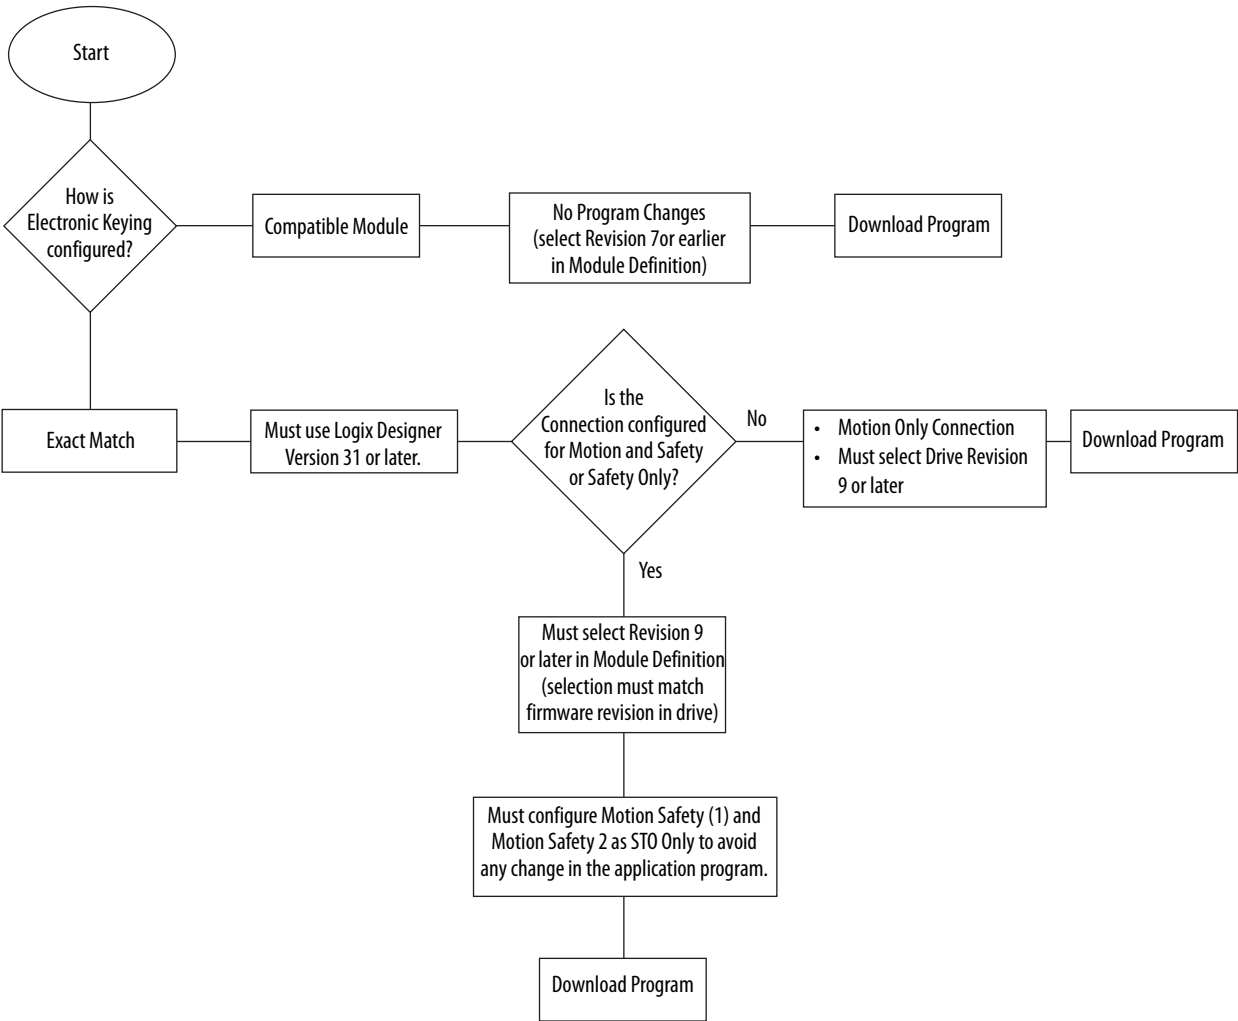 Start
How is
Electronic Keying
configured?
Compatible Module
No Program Changes
(select Revision 7or earlier
in Module Definition)
Download Program
Exact Match
Must use Logix Designer
Version 31 or later.
Is the
Connection configured
for Motion and Safety
or Safety Only?
No
• Motion Only Connection
• Must select Drive Revision
9 or later
Download Program
Yes
Must select Revision 9
or later in Module Definition
(selection must match
firmware revision in drive)
Must configure Motion Safety (1) and
Motion Safety 2 as STO Only to avoid
any change in the application program.
Download Program